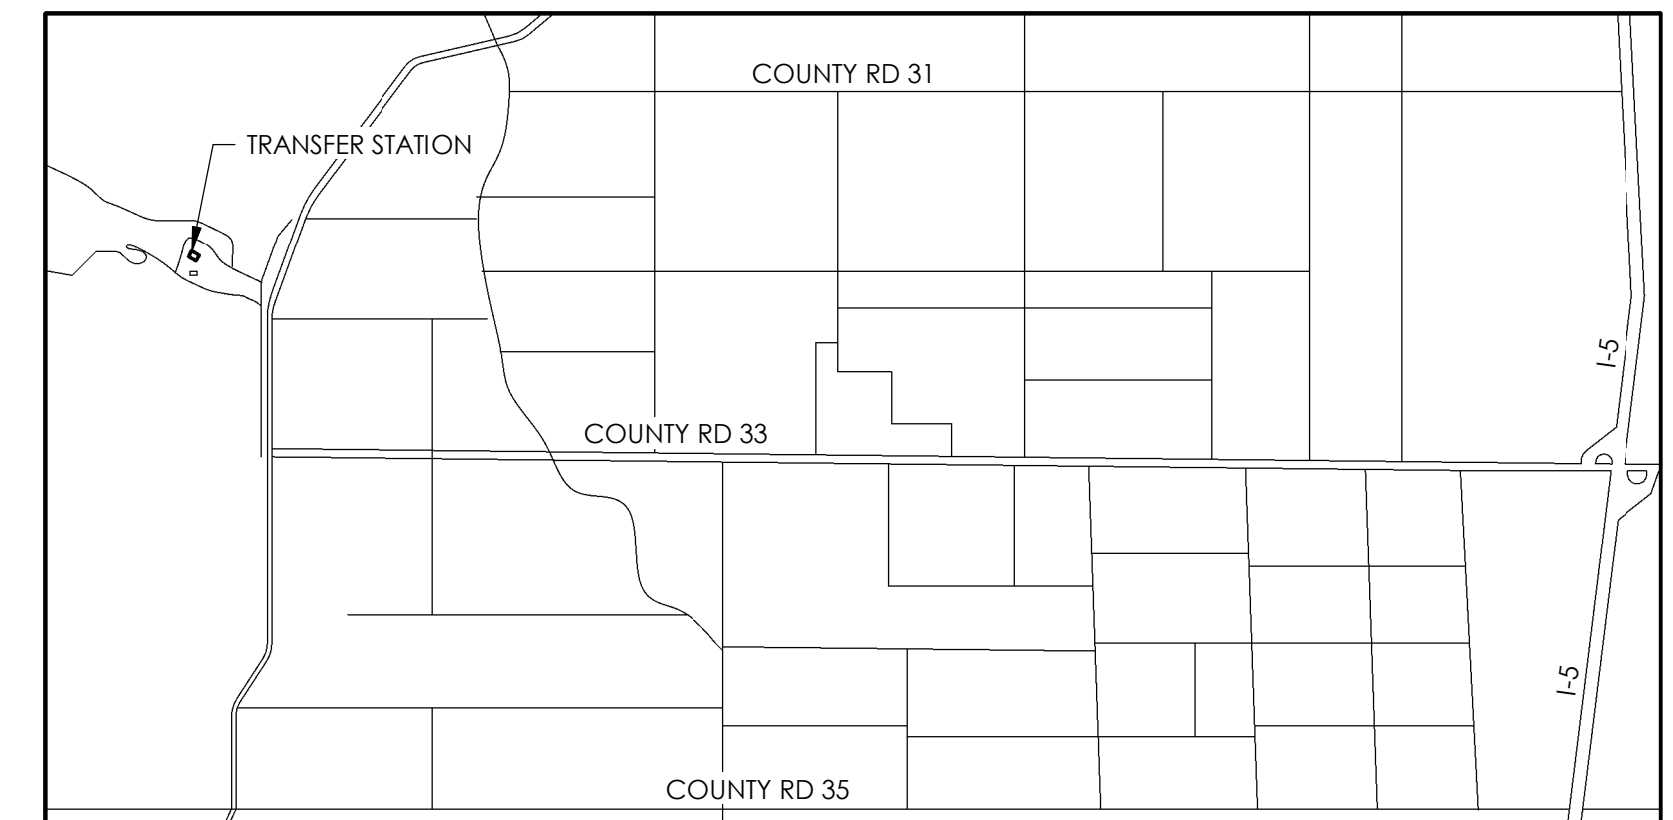 COUNTY RD 31
TRANSFER STATION
I-5
COUNTY RD 33
I-5
COUNTY RD 35